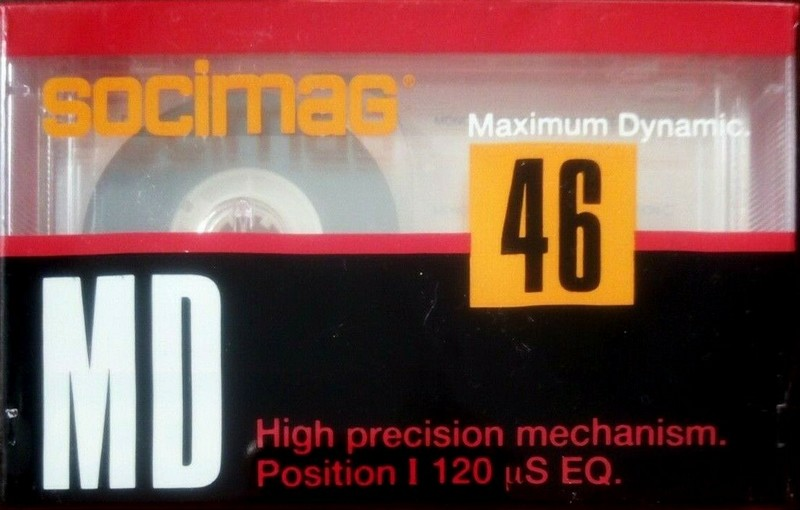 socimaG®
Maximum Dynamic.
46
MD
High precision mechanism.
Position I 120 µS EQ.